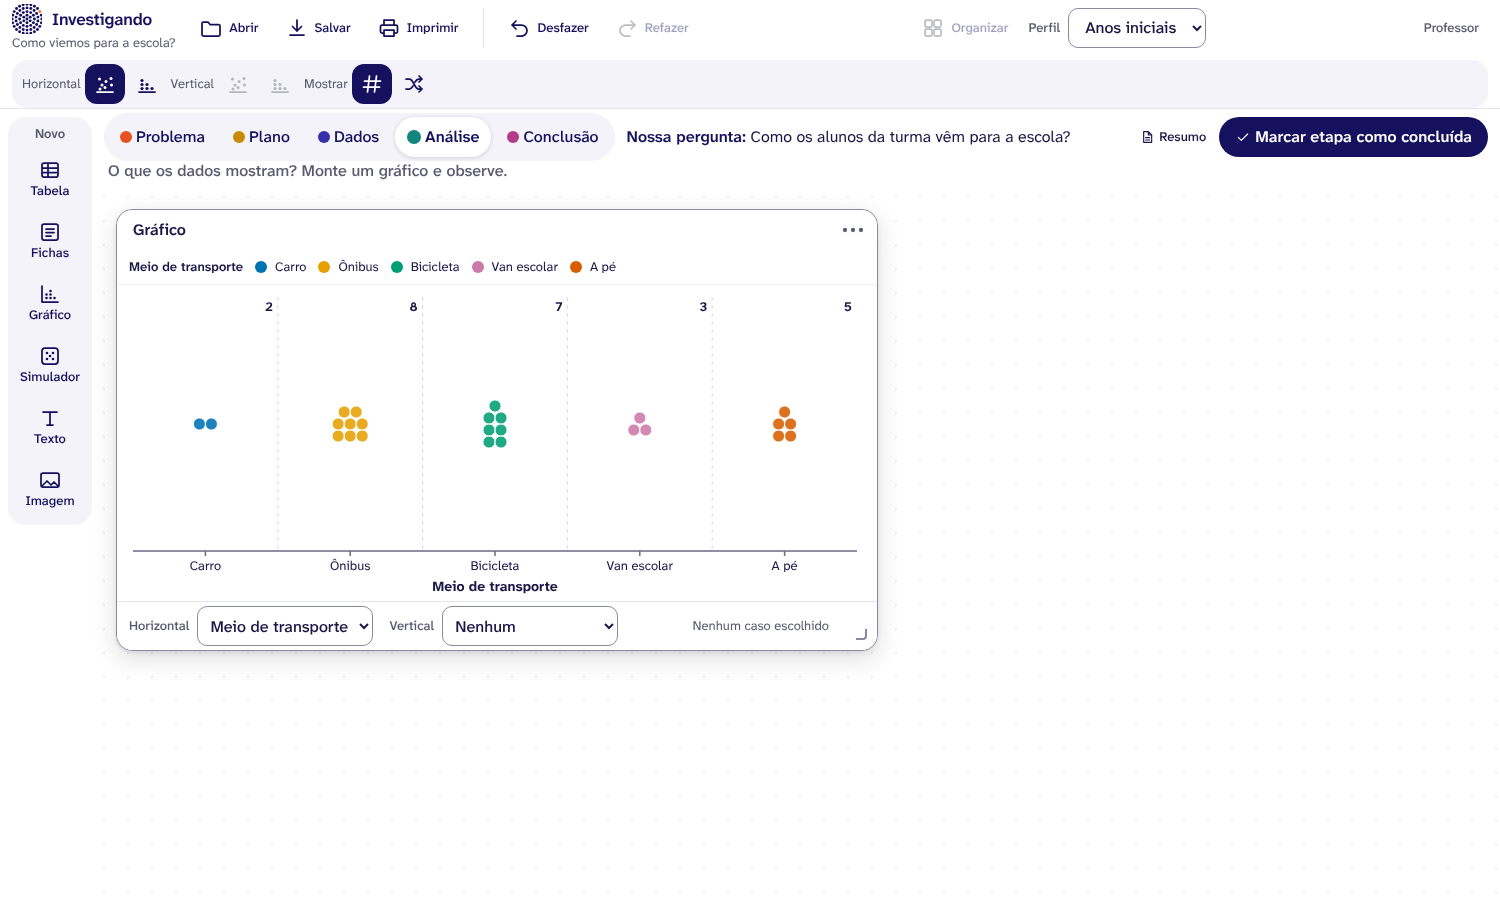 Investigando
Como viemos para a escola?
Abrir
Salvar
Imprimir
Desfazer
Refazer
Organizar
Perfil
Anos iniciais
Professor
Horizontal
Vertical
Mostrar
Novo
Tabela
Fichas
Gráfico
Simulador
Texto
Imagem
Problema
Plano
Dados
Análise
Conclusão
Nossa pergunta: Como os alunos da turma vêm para a escola?
Resumo
Marcar etapa como concluída
O que os dados mostram? Monte um gráfico e observe.
Gráfico
Meio de transporte Carro Ônibus Bicicleta Van escolar A pé
2 8 7 3 5
Carro Ônibus Bicicleta Van escolar A pé
Meio de transporte
Horizontal Meio de transporte Vertical Nenhum Nenhum caso escolhido